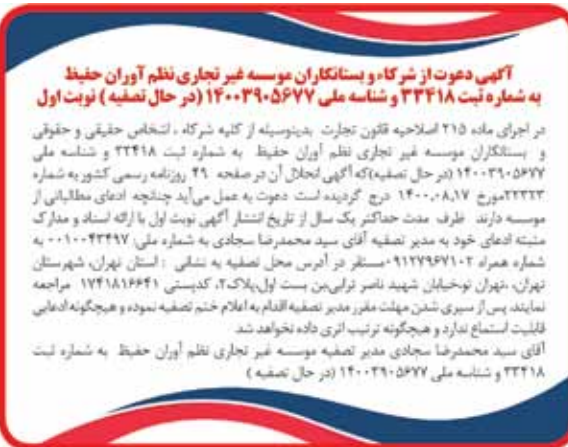 آگهی دعوت از شرکاء و بستانکاران موسسه غیر تجاری نظم آوران حفیظ
به شماره ثبت ۳۳۴۱۸ و شناسه ملی ۱۴۰۰۳۹۰۵۶۷۷ (در حال تصفیه ) نوبت اول
در اجرای ماده ۲۱۵ اصلاحیه قانون تجارت بدینوسیله از کلیه شرکاء ، اشخاص حقیقی و حقوقی
و بستانکاران موسسه غیر تجاری نظم آوران حفیظ به شماره ثبت ۳۳۴۱۸ و شناسه ملی
۱۴۰۰۳۹۰۵۶۷۷ (در حال تصفیه)که آگهی انحلال آن در صفحه ۴۹ روزنامه رسمی کشور به شماره
۲۲۳۲۳مورخ ۱۴۰۰،۰۸،۱۷ درج گردیده است دعوت به عمل می‌آید چنانچه ادعای مطالباتی از
موسسه دارند ظرف مدت حداکثر یک سال از تاریخ انتشار آگهی نوبت اول با ارائه اسناد و مدارک
مثبته ادعای خود به مدیر تصفیه آقای سید محمدرضا سجادی به شماره ملی: ۰۰۱۰۰۴۳۴۹۷ به
شماره همراه ۰۹۱۲۷۹۶۷۱۰۲مستقر در آدرس محل تصفیه به نشانی : استان تهران، شهرستان
تهران، تهران نو،خیابان شهید ناصر ترابی،بن بست اول،پلاک۲، کدپستی ۱۷۴۱۸۱۶۶۴۱ مراجعه
نمایند. پس از سپری شدن مهلت مقرر مدیر تصفیه اقدام به اعلام ختم تصفیه نموده و هیچگونه ادعایی
قابلیت استماع ندارد و هیچگونه ترتیب اثری داده نخواهد شد.
آقای سید محمدرضا سجادی مدیر تصفیه موسسه غیر تجاری نظم آوران حفیظ به شماره ثبت
۳۳۴۱۸ و شناسه ملی ۱۴۰۰۳۹۰۵۶۷۷ (در حال تصفیه )